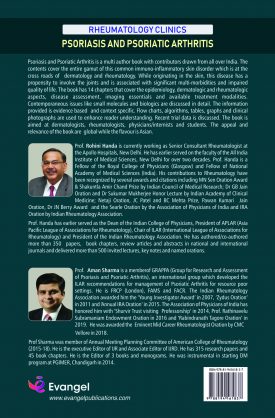 RHEUMATOLOGY CLINICS
PSORIASIS AND PSORIATIC ARTHRITIS
Psoriasis and Psoriatic Arthritis is a multi author book with contributors drawn from all over India. The
contents cover the entire gamut of this common immuno-inflammatory skin disorder which is at the
cross roads of dermatology and rheumatology. While originating in the skin, this disease has a
propensity to involve the joints and is associated with significant multi-morbidities and impaired
quality of life. The book has 14 chapters that cover the epidemiology, dermatologic and rheumatologic
aspects, disease assessment, imaging essentials and available treatment modalities.
Contemporaneous issues like small molecules and biologics are discussed in detail. The information
provided is evidence based and context specific. Flow charts, algorithms, tables, graphs and clinical
photographs are used to enhance reader understanding. Recent trial data is discussed. The book is
aimed at dermatologists, rheumatologists, physicians/internists and students. The appeal and
relevance of the book are global while the flavour is Asian.
Prof. Rohini Handa is currently working as Senior Consultant Rheumatologist at
the Apollo Hospitals, New Delhi. He has earlier served on the faculty of the All India
Institute of Medical Sciences, New Delhi for over two decades. Prof. Handa is a
Fellow of the Royal College of Physicians (Glasgow) and Fellow of National
Academy of Medical Sciences (India). His contributions to Rheumatology have
been recognized by several awards and citations including MN Sen Oration Award
& Shakuntla Amir Chand Prize by Indian Council of Medical Research, Dr GB Jain
Oration and Dr Sukumar Mukherjee Honor Lecture by Indian Academy of Clinical
Medicine; Netaji Oration, JC Patel and BC Mehta Prize, Pawan Kumari Jain
Oration, Dr JN Berry Award and the Searle Oration by the Association of Physicians of India and IRA
Oration by Indian Rheumatology Association.
Prof. Handa has earlier served as the Dean of the Indian College of Physicians, President of APLAR (Asia
Pacific League of Associations for Rheumatology), Chair of ILAR (International League of Associations for
Rheumatology) and President of the Indian Rheumatology Association. He has authored/co-authored
more than 350 papers, book chapters, review articles and abstracts in national and international
journals and delivered more than 500 invited lectures, key notes and named orations.
Prof. Aman Sharma is a membered GRAPPA (Group for Research and Assessment
of Psoriasis and Psoriatic Arthritis), an international group which developed the
ILAR recommendations for management of Psoriatic Arthritis for resource poor
settings. He is FRCP (London), FAMS and FACR. The Indian Rheumatology
Association awarded him the 'Young Investigator Award' in 2007, 'Zydus Oration'
in 2011 and 'Annual IRA Oration' in 2015. The Association of Physicians of India has
honored him with 'Shurvir Trust visiting Professorship' in 2014, Prof. Rathinavelu
Subramaniam Endowment Oration in 2016 and 'Maliniodrnath Sogane Oration' in
2019. He was awarded the Eminent Mid Career Rheumatologist Oration by CMC
Vellore in 2018.
Prof Sharma was member of Annual Meeting Planning Committee of American College of Rheumatology
(2015-18). He is the executive Editor of IJR and Associate Editor of IJRD. He has 315 research papers and
45 book chapters. He is the Editor of 3 books and monograms. He was instrumental in starting DM
program at PGIMER, Chandigarh in 2014.
Evangel
www.evangelpublications.com